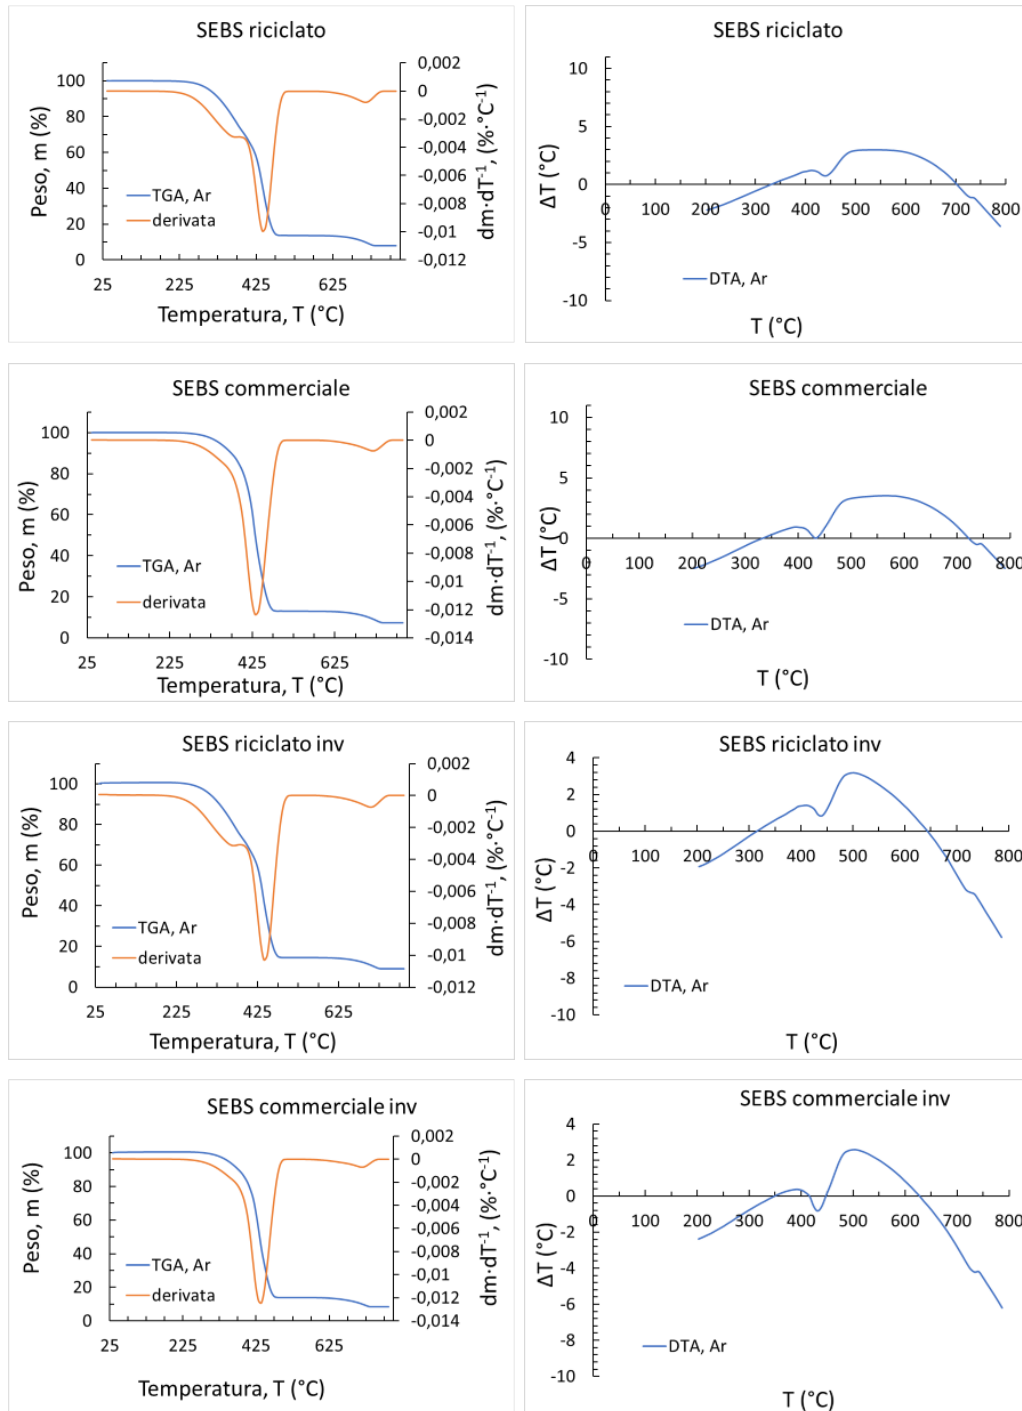 SEBS riciclato
0,002
100
0
80
-0,002
60
-0,004
-0,006
40
TGA, Ar
-0,008
20
derivata
-0,01
0
-0,012
25 225 425 625
Peso, m (%)
dm·dT⁻¹, (%·°C⁻¹)
Temperatura, T (°C)
SEBS riciclato
10
5
0
0 100 200 300 400 500 600 700 800
-5
DTA, Ar
-10
ΔT (°C)
T (°C)
SEBS commerciale
0,002
100
0
80
-0,002
-0,004
60
-0,006
40
-0,008
TGA, Ar
-0,01
20
derivata
-0,012
0
-0,014
25 225 425 625
Peso, m (%)
dm·dT⁻¹, (%·°C⁻¹)
Temperatura, T (°C)
SEBS commerciale
10
5
0
0 100 200 300 400 500 600 700 800
-5
DTA, Ar
-10
ΔT (°C)
T (°C)
SEBS riciclato inv
0,002
100
0
80
-0,002
60
-0,004
-0,006
40
TGA, Ar
-0,008
20
derivata
-0,01
0
-0,012
25 225 425 625
Peso, m (%)
dm·dT⁻¹, (%·°C⁻¹)
Temperatura, T (°C)
SEBS riciclato inv
4
2
0
0 100 200 300 400 500 600 700 800
-2
-4
-6
-8
DTA, Ar
-10
ΔT (°C)
T (°C)
SEBS commerciale inv
0,002
100
0
80
-0,002
-0,004
60
-0,006
40
-0,008
TGA, Ar
-0,01
20
derivata
-0,012
0
-0,014
25 225 425 625
Peso, m (%)
dm·dT⁻¹, (%·°C⁻¹)
Temperatura, T (°C)
SEBS commerciale inv
4
2
0
0 100 200 300 400 500 600 700 800
-2
-4
-6
-8
DTA, Ar
-10
ΔT (°C)
T (°C)